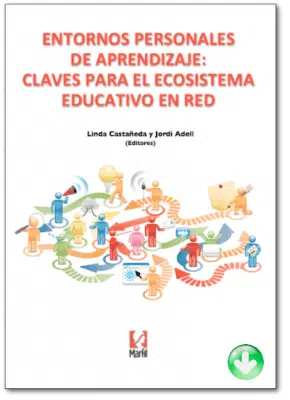 ENTORNOS PERSONALES
DE APRENDIZAJE:
CLAVES PARA EL ECOSISTEMA
EDUCATIVO EN RED
Linda Castañeda y Jordi Adell
(Editores)
Marfil